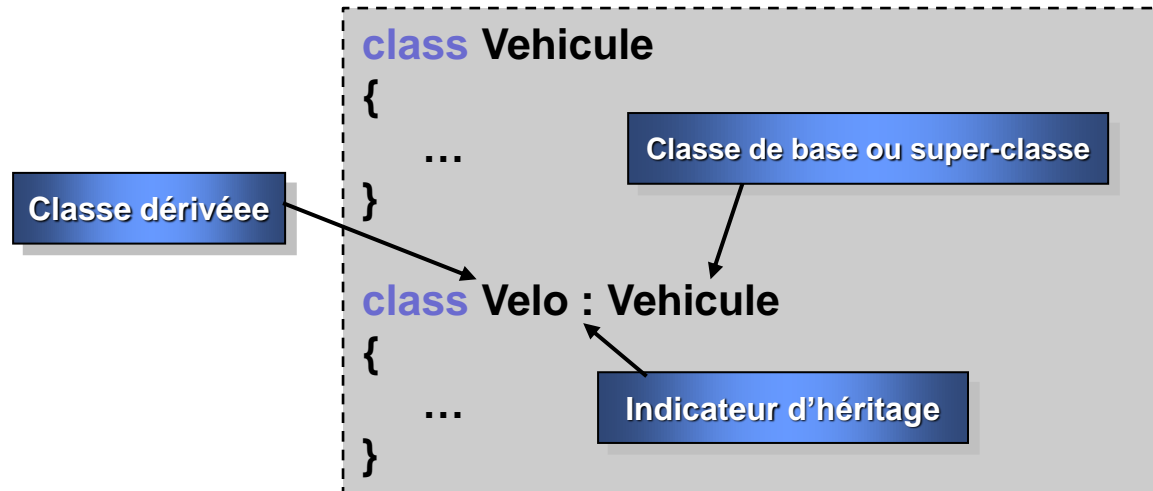 class Vehicule
{
…
}
Classe de base ou super-classe
Classe dérivéee
class Velo : Vehicule
{
…
}
Indicateur d’héritage